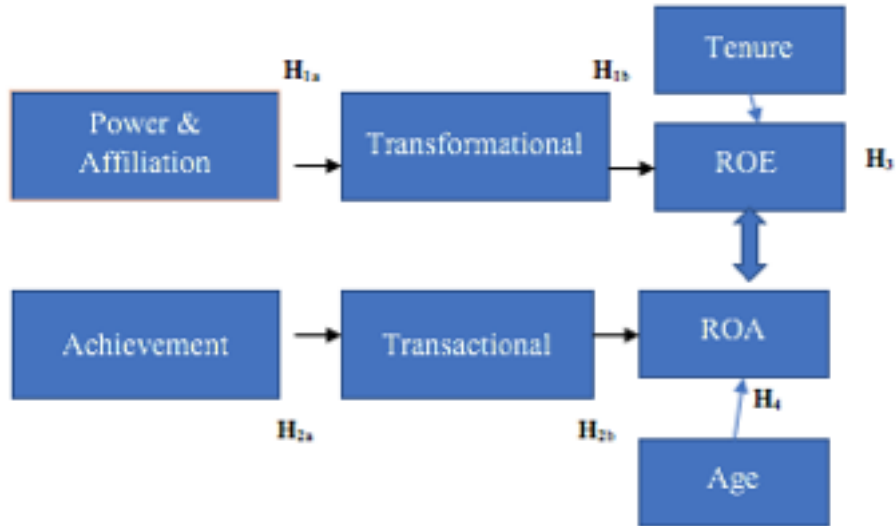 Tenure
H1a
H1b
Power &
Affiliation
Transformational
ROE
H3
Achievement
Transactional
ROA
H4
H2a
H2b
Age